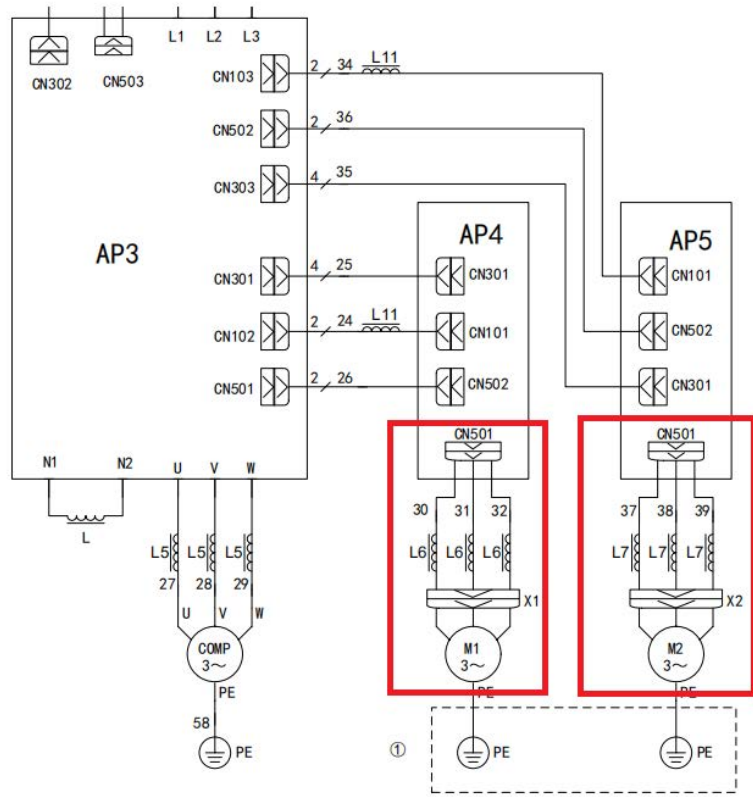 L1 L2 L3
CN302 CN503
CN103 2 34 L11
CN502 2 36
CN303 4 35
AP3 AP4 AP5
CN301 4 25 CN301 CN101
CN102 2 24 L11 CN101 CN502
CN501 2 26 CN502 CN301
CN501 CN501
N1 N2 U V W
30 31 32 37 38 39
L L5 L5 L5 L6 L6 L6 L7 L7 L7
27 28 29
X1 X2
U V W
COMP 3～ M1 3～ M2 3～
PE PE PE
58
PE ① PE PE